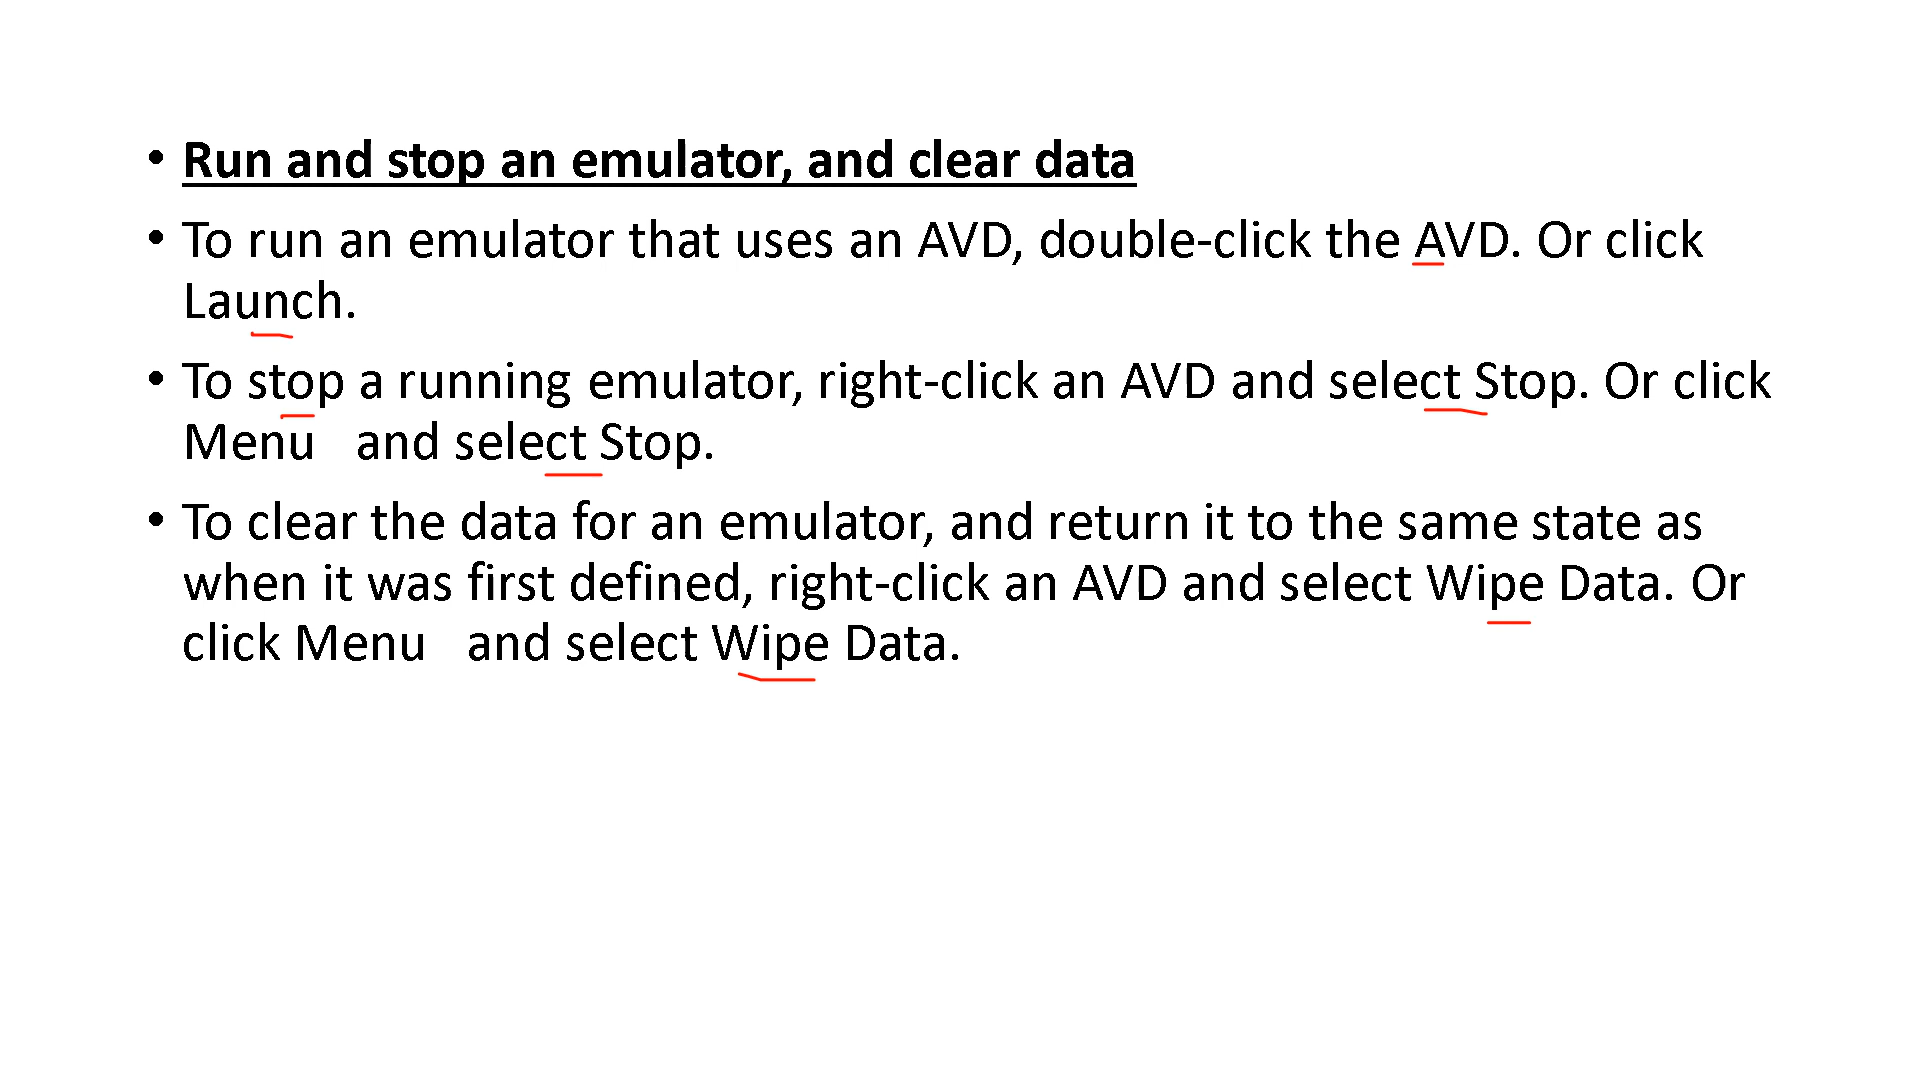 • Run and stop an emulator, and clear data
• To run an emulator that uses an AVD, double-click the AVD. Or click
Launch.
• To stop a running emulator, right-click an AVD and select Stop. Or click
Menu   and select Stop.
• To clear the data for an emulator, and return it to the same state as
when it was first defined, right-click an AVD and select Wipe Data. Or
click Menu   and select Wipe Data.